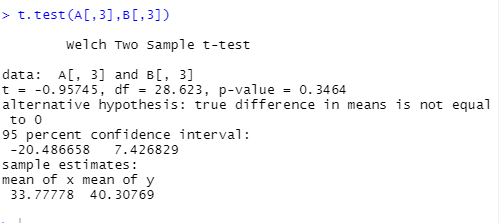 > t.test(A[,3],B[,3])
Welch Two Sample t-test
data:  A[, 3] and B[, 3]
t = -0.95745, df = 28.623, p-value = 0.3464
alternative hypothesis: true difference in means is not equal
 to 0
95 percent confidence interval:
 -20.486658   7.426829
sample estimates:
mean of x mean of y
 33.77778  40.30769